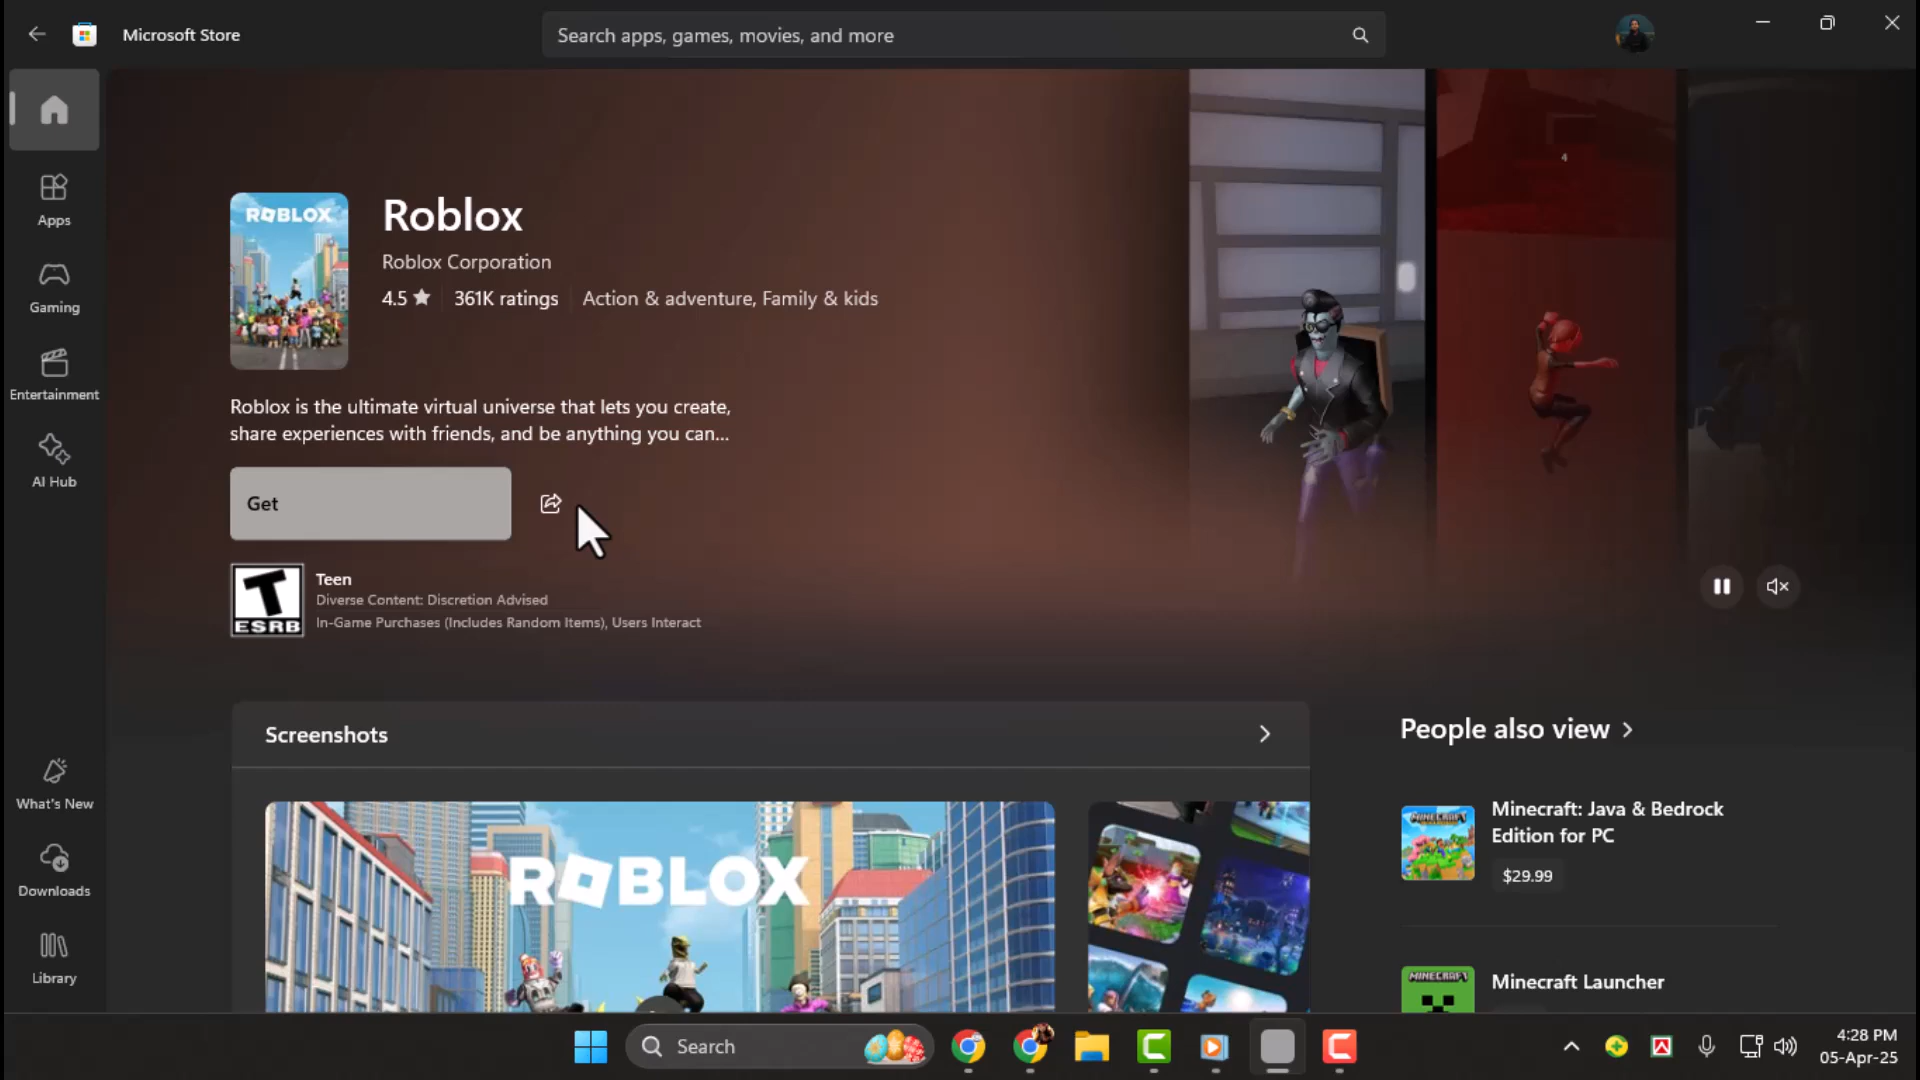 Microsoft Store
Search apps, games, movies, and more
Apps
Gaming
Entertainment
AI Hub
What's New
Downloads
Library
ROBLOX
Roblox
Roblox Corporation
4.5 361K ratings Action & adventure, Family & kids
Roblox is the ultimate virtual universe that lets you create,
share experiences with friends, and be anything you can...
Get
T
ESRB
Teen
Diverse Content: Discretion Advised
In-Game Purchases (Includes Random Items), Users Interact
4
Screenshots
ROBLOX
People also view
MINECRAFT
Minecraft: Java & Bedrock
Edition for PC
$29.99
MINECRAFT
Minecraft Launcher
Search
4:28 PM
05-Apr-25